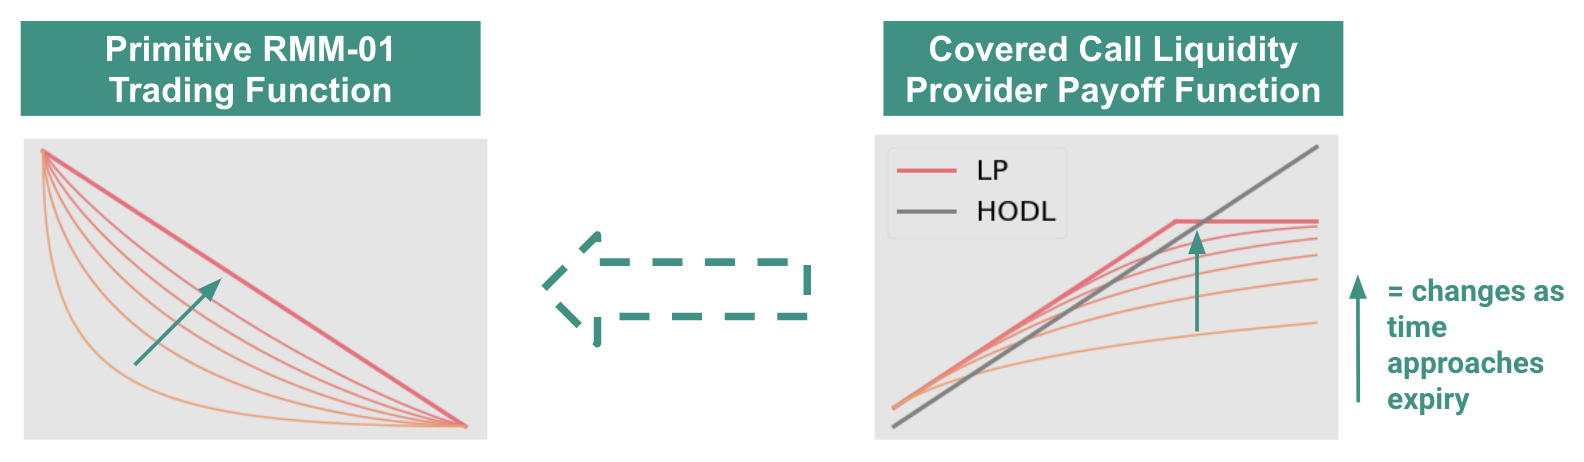 Primitive RMM-01
Trading Function
Covered Call Liquidity
Provider Payoff Function
LP
HODL
= changes as
time
approaches
expiry